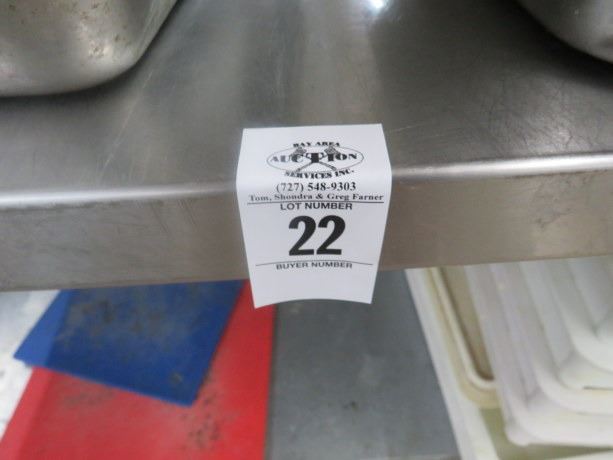 BAY AREA
AUCTION
SERVICES INC.
(727) 548-9303
Tom, Shondra & Greg Farner
LOT NUMBER
22
BUYER NUMBER